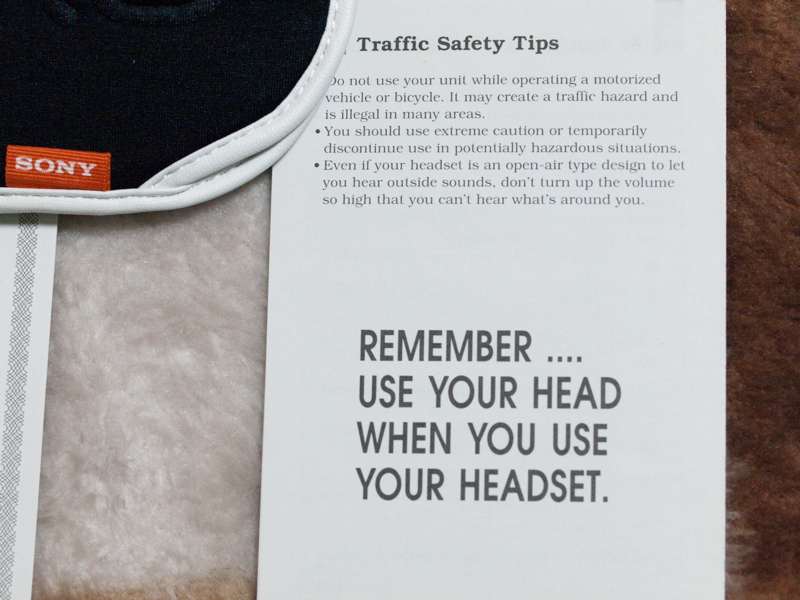 Traffic Safety Tips
Do not use your unit while operating a motorized
vehicle or bicycle. It may create a traffic hazard and
is illegal in many areas.
• You should use extreme caution or temporarily
discontinue use in potentially hazardous situations.
• Even if your headset is an open-air type design to let
you hear outside sounds, don't turn up the volume
so high that you can't hear what's around you.
SONY
REMEMBER ....
USE YOUR HEAD
WHEN YOU USE
YOUR HEADSET.